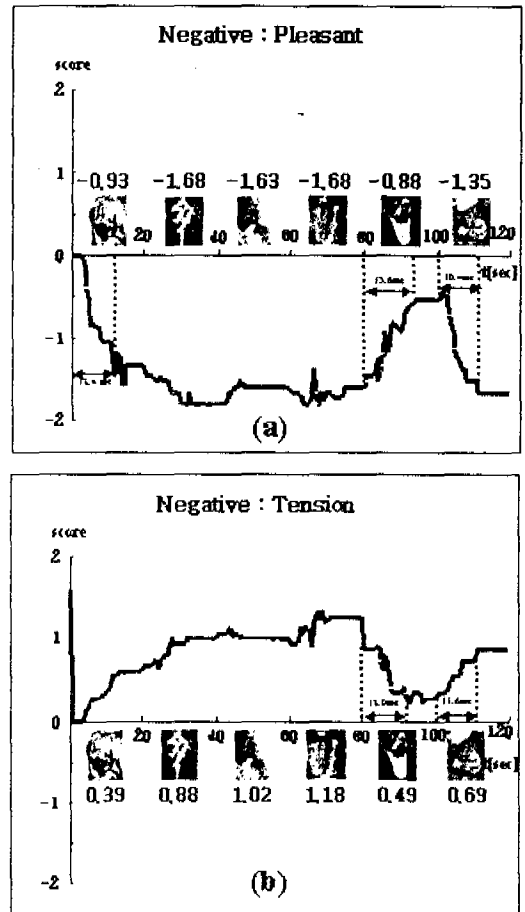 Negative : Pleasant
score
2
1
-0.93 -1.68 -1.63 -1.68 -0.88 -1.35
0 20 40 60 80 100 120
t[sec]
-1
-2
(a)
Negative : Tension
score
2
1
0 20 40 60 80 100 120
t[sec]
0.39 0.88 1.02 1.18 0.49 0.69
-1
-2
(b)